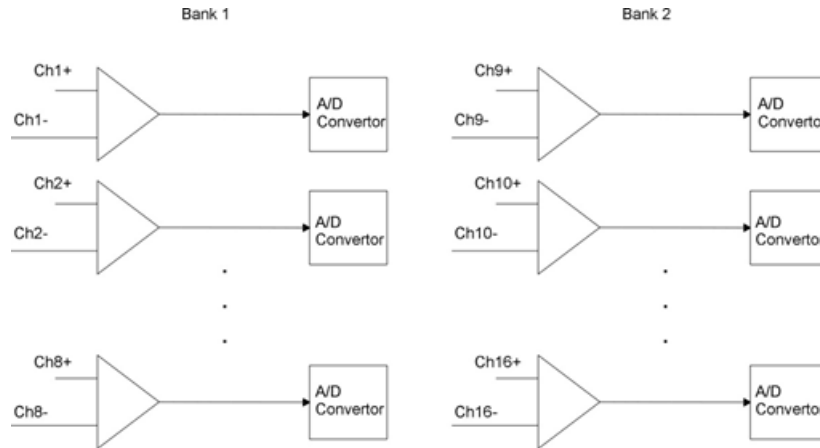 Bank 1
Ch1+
Ch1-
A/D
Convertor
Ch2+
Ch2-
A/D
Convertor
Ch8+
Ch8-
A/D
Convertor
Bank 2
Ch9+
Ch9-
A/D
Convertor
Ch10+
Ch10-
A/D
Convertor
Ch16+
Ch16-
A/D
Convertor